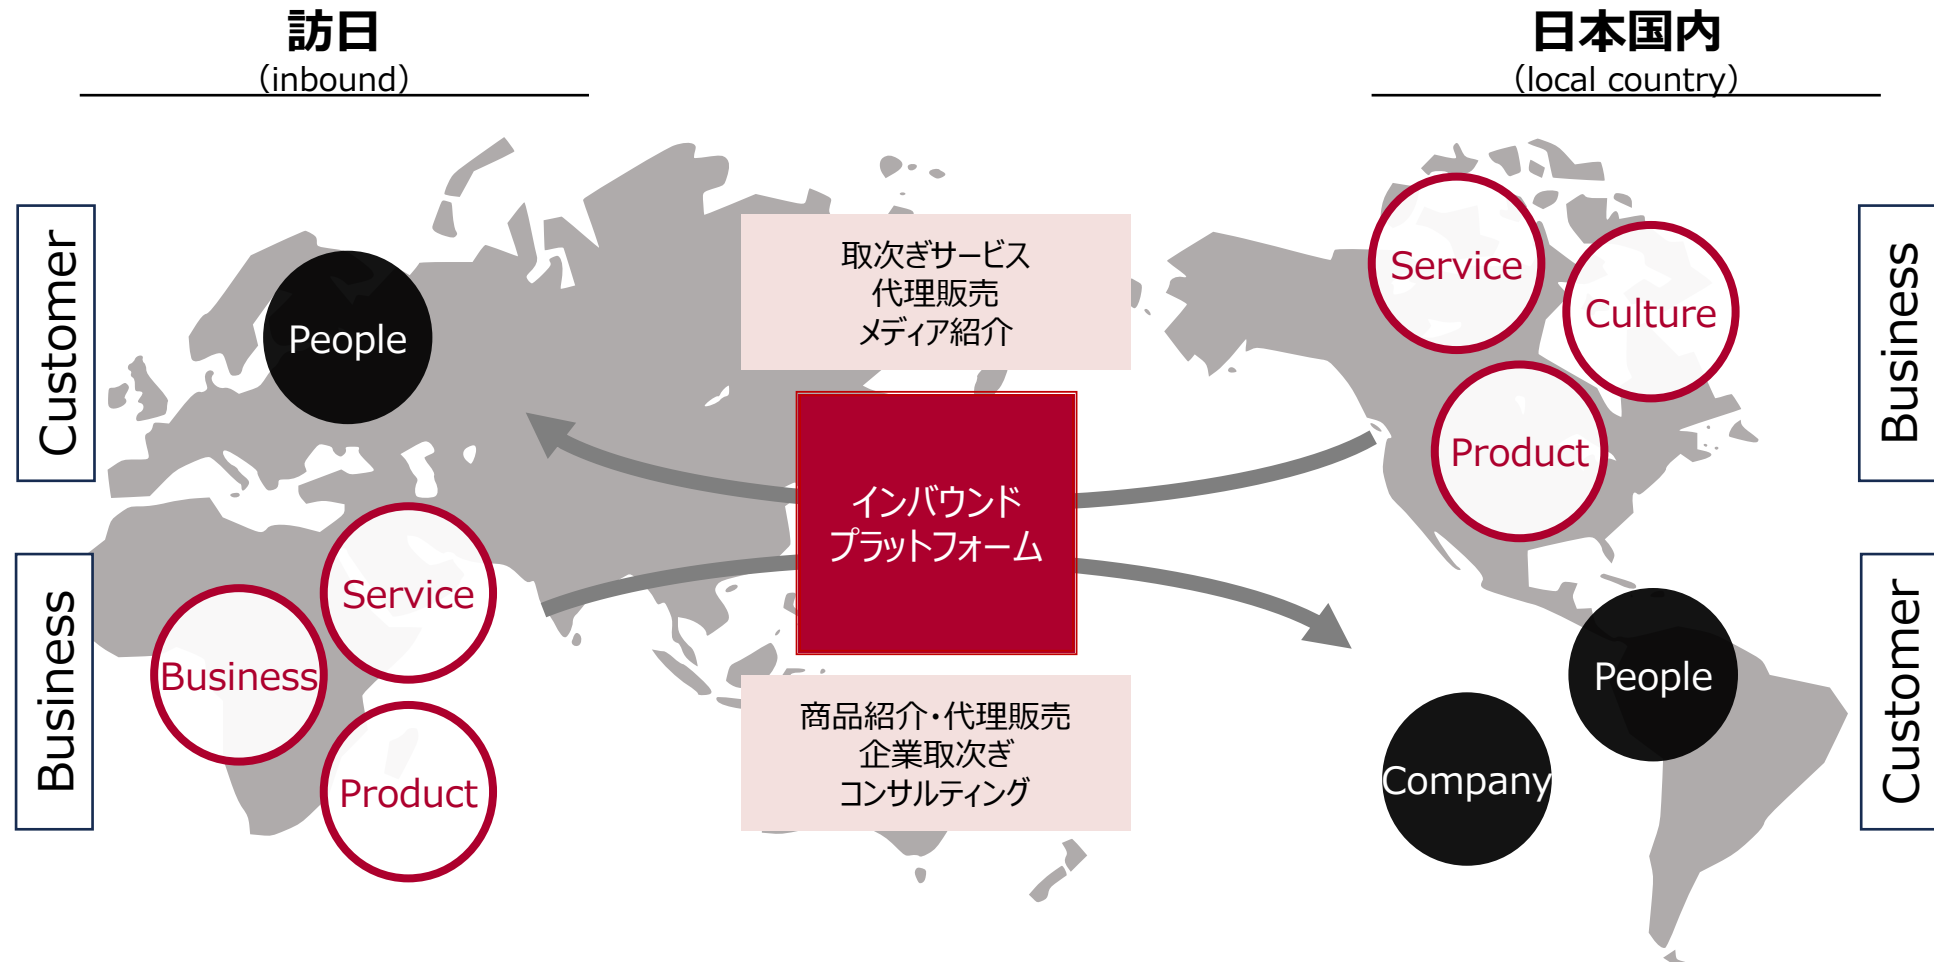 訪日
（inbound）
日本国内
（local country）
Customer
People
取次ぎサービス
代理販売
メディア紹介
Service
Culture
Product
Business
インバウンド
プラットフォーム
Business
Service
Business
Product
商品紹介・代理販売
企業取次ぎ
コンサルティング
People
Company
Customer